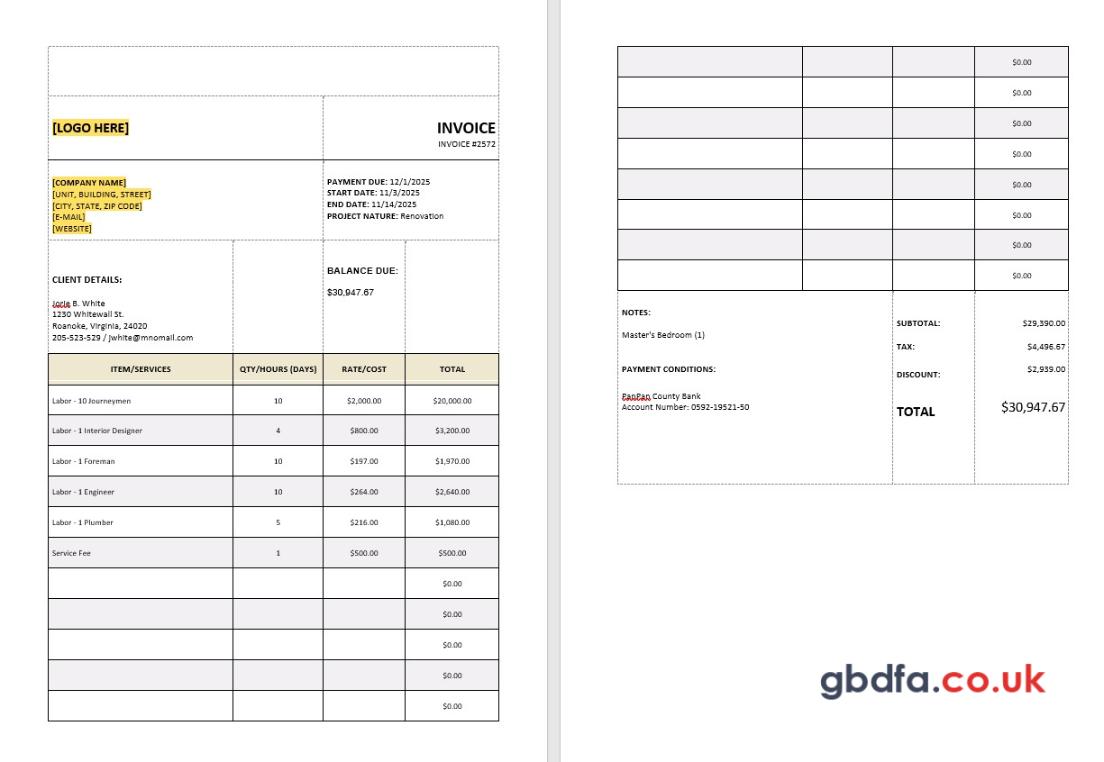 [LOGO HERE]
INVOICE
INVOICE #2572
[COMPANY NAME]
[UNIT, BUILDING, STREET]
[CITY, STATE, ZIP CODE]
[E-MAIL]
[WEBSITE]
PAYMENT DUE: 12/1/2025
START DATE: 11/3/2025
END DATE: 11/14/2025
PROJECT NATURE: Renovation
CLIENT DETAILS:
Jorle B. White
1230 Whitewall St.
Roanoke, Virginia, 24020
205-523-529 / jwhite@mnomail.com
BALANCE DUE:
$30,947.67
ITEM/SERVICES QTY/HOURS (DAYS) RATE/COST TOTAL
Labor - 10 Journeymen 10 $2,000.00 $20,000.00
Labor - 1 Interior Designer 4 $800.00 $3,200.00
Labor - 1 Foreman 10 $197.00 $1,970.00
Labor - 1 Engineer 10 $264.00 $2,640.00
Labor - 1 Plumber 5 $216.00 $1,080.00
Service Fee 1 $500.00 $500.00
$0.00
$0.00
$0.00
$0.00
$0.00
$0.00
$0.00
$0.00
$0.00
$0.00
$0.00
$0.00
$0.00
NOTES:
Master's Bedroom (1)
PAYMENT CONDITIONS:
PanPan County Bank
Account Number: 0592-19521-50
SUBTOTAL: $29,390.00
TAX: $4,496.67
DISCOUNT: $2,939.00
TOTAL $30,947.67
gbdfa.co.uk